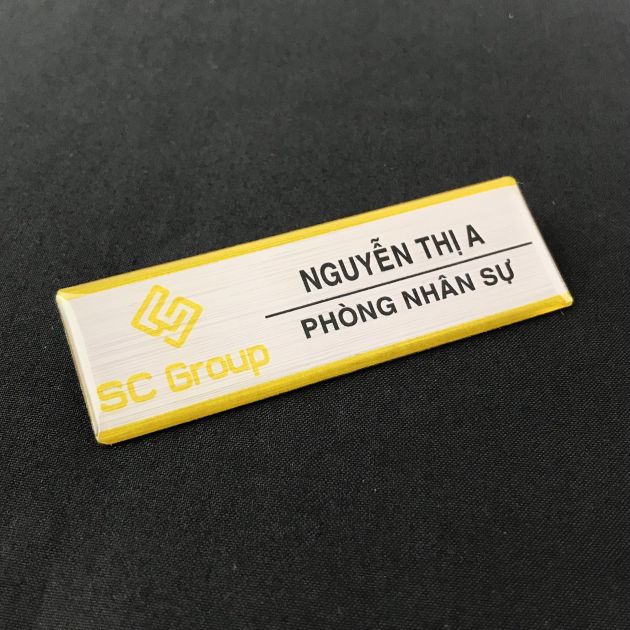 SC Group
NGUYỄN THỊ A
PHÒNG NHÂN SỰ